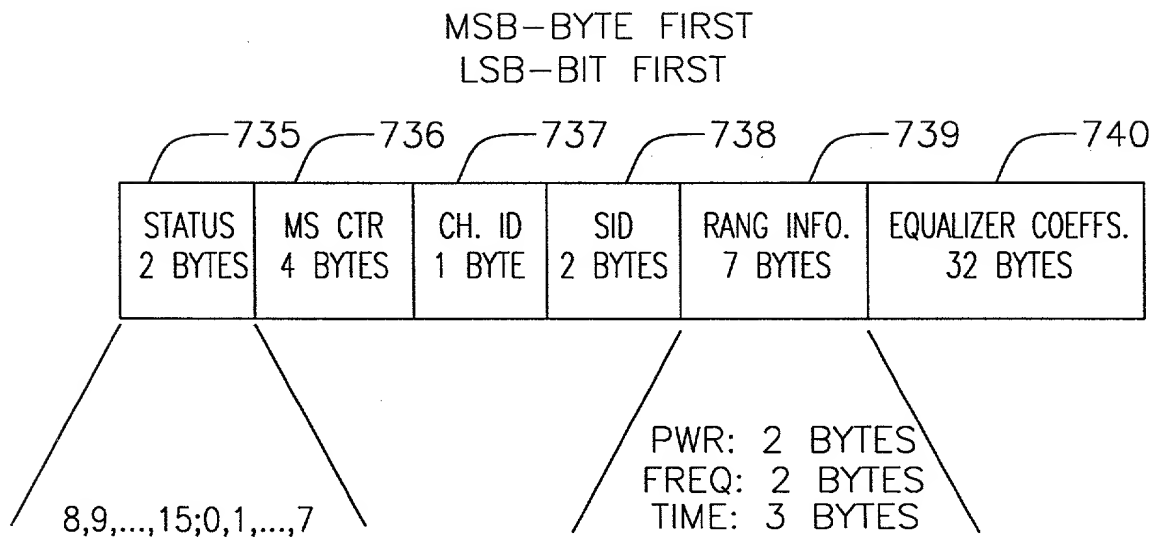 MSB-BYTE FIRST
LSB-BIT FIRST
735 736 737 738 739 740
STATUS MS CTR CH. ID SID RANG INFO. EQUALIZER COEFFS.
2 BYTES 4 BYTES 1 BYTE 2 BYTES 7 BYTES 32 BYTES
PWR: 2 BYTES
FREQ: 2 BYTES
8,9,...,15;0,1,...,7 TIME: 3 BYTES